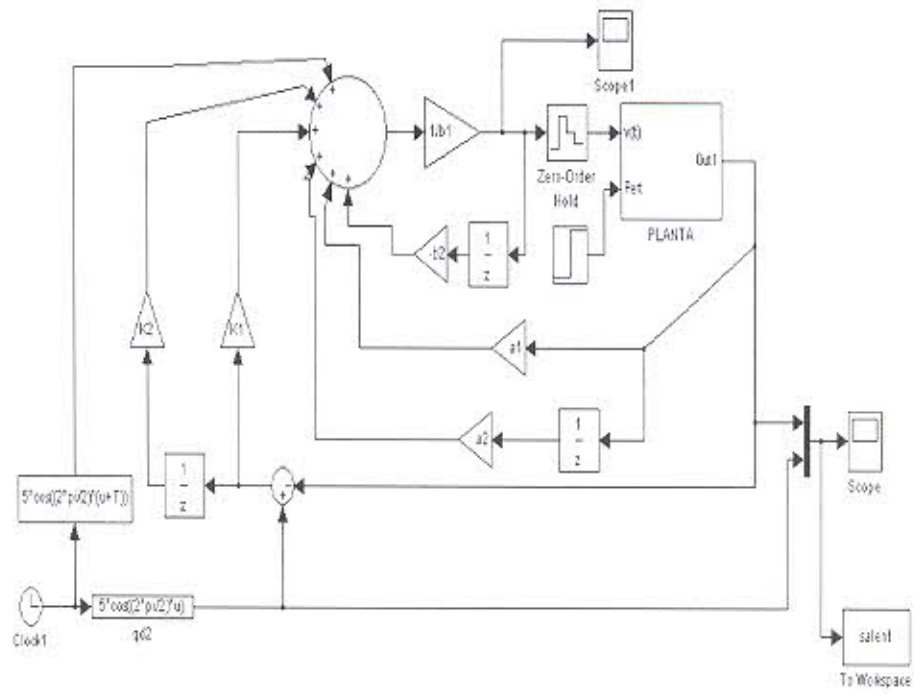 Scope1
1/b1
v(t)
Out1
Pert
Zero-Order
Hold
PLANTA
-b2
1
z
K2
K1
a1
a2
1
z
1
z
Scope
5*cos((2*pi/2)*(u+T))
5*cos((2*pi/2)*u)
Clock1
qd2
salent
To Workspace